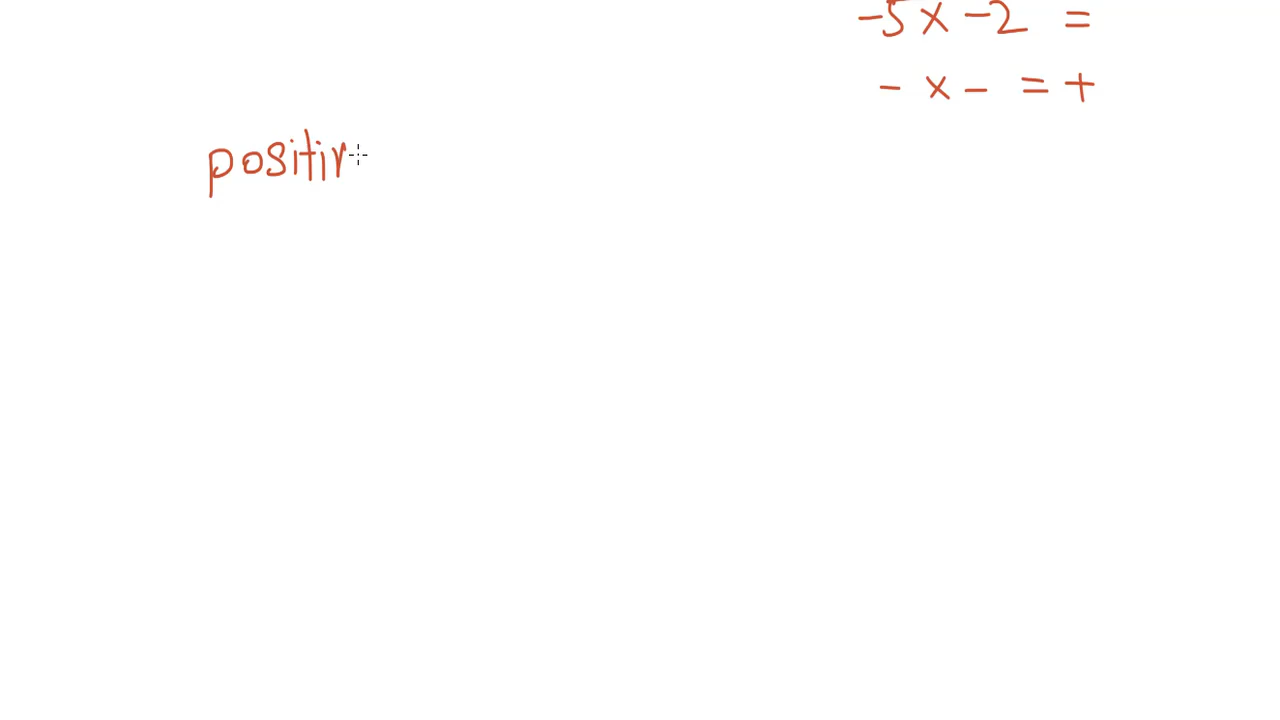 -5 x -2 =
- x - = +
positiv